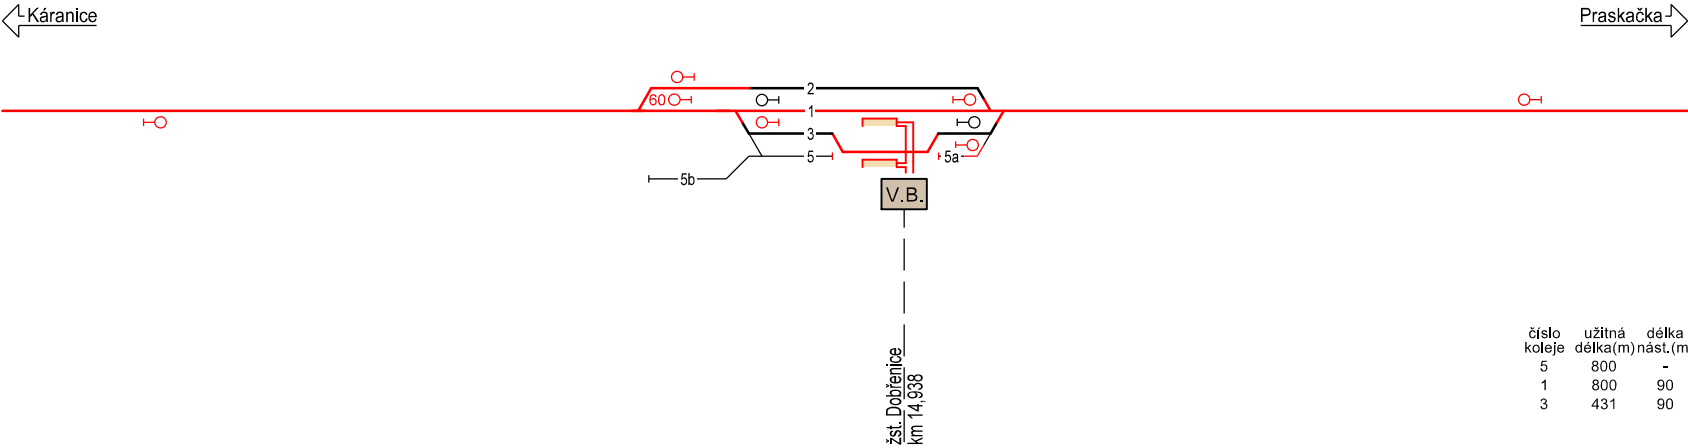 Káranice
Praskačka
2
60
1
3
5
5a
5b
V.B.
žst. Dobřenice
km 14,938
číslo užitná délka
koleje délka(m) nást.(m
5 800 -
1 800 90
3 431 90